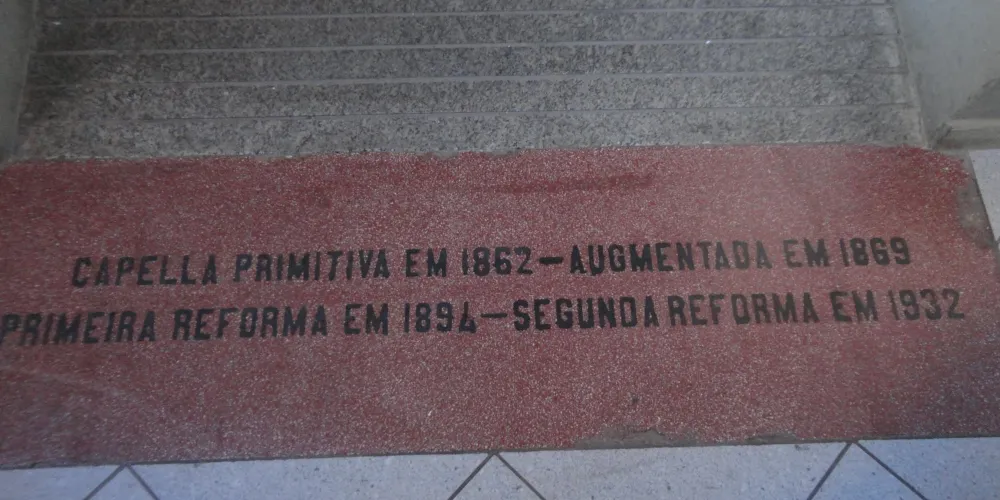 CAPELLA PRIMITIVA EM 1862—AUGMENTADA EM 1869
PRIMEIRA REFORMA EM 1894—SEGUNDA REFORMA EM 1932